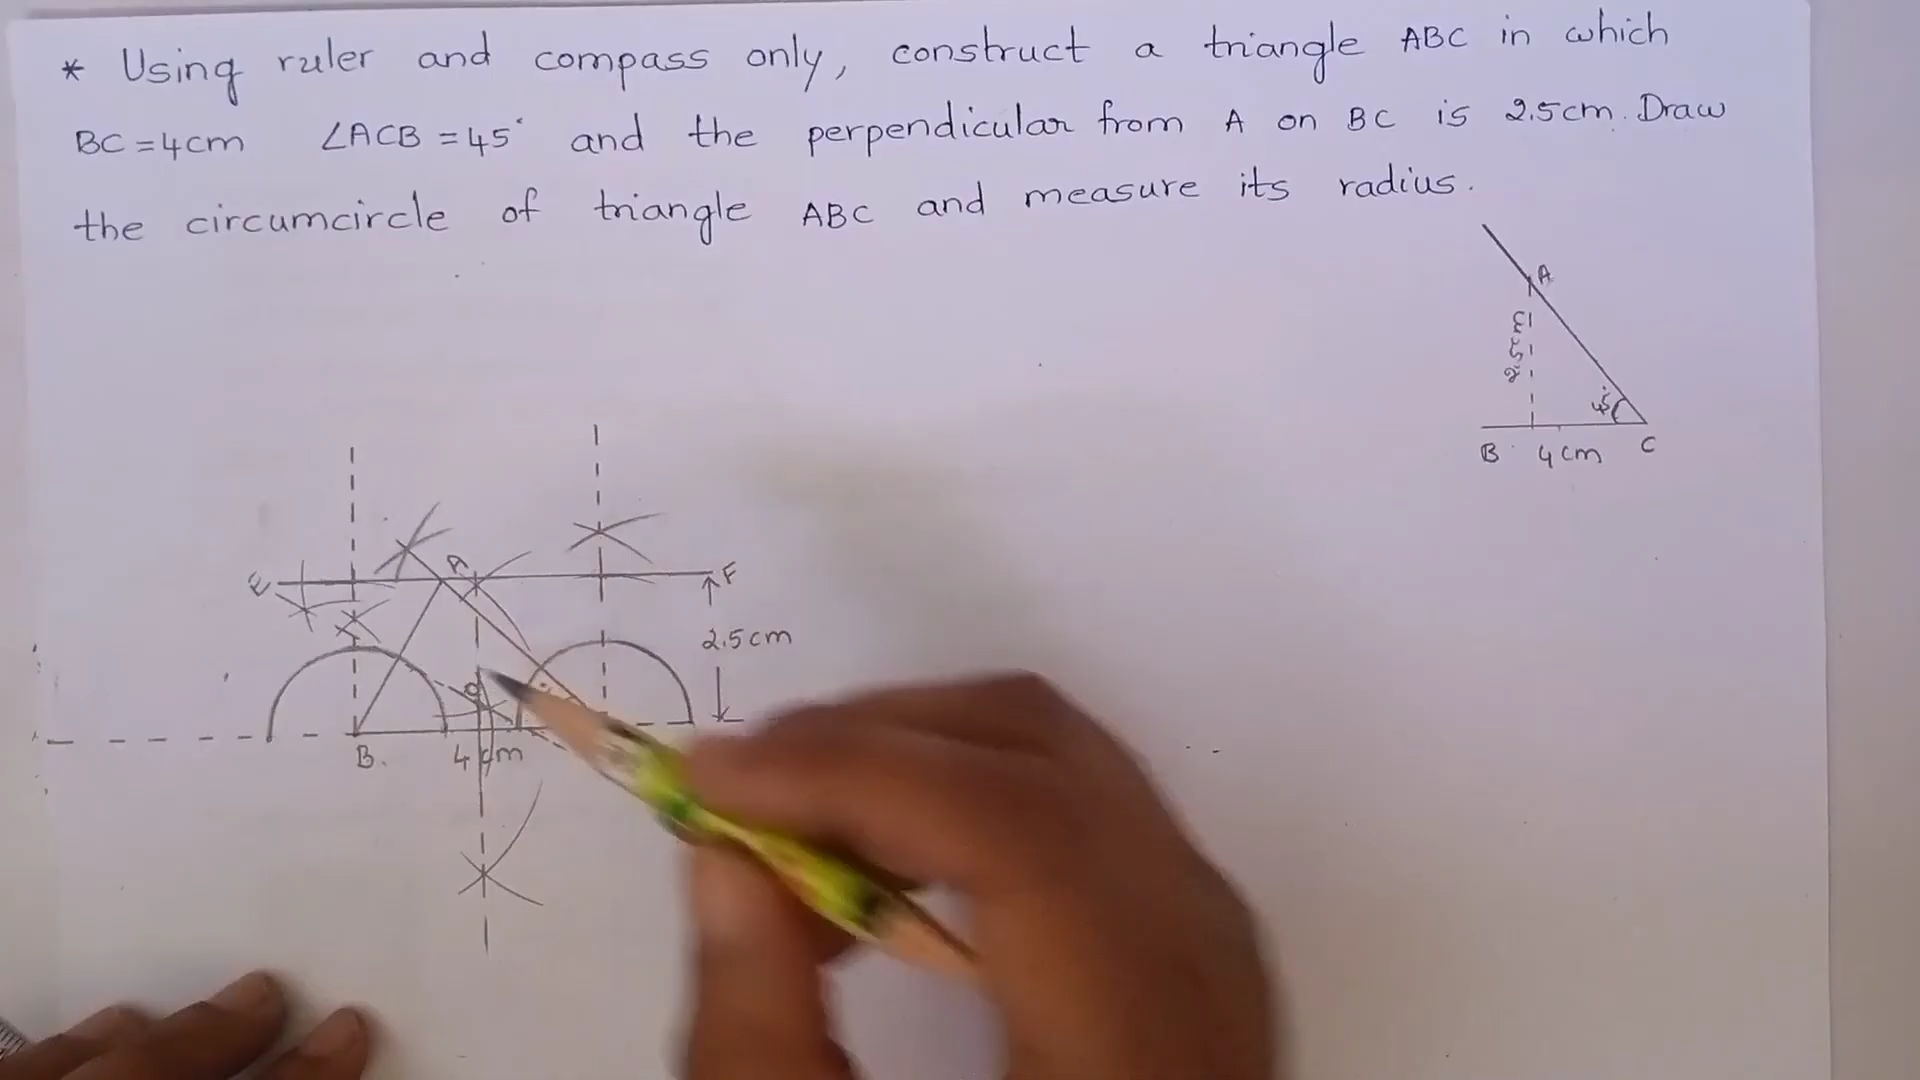 * Using ruler and compass only, construct a triangle ABC in which
BC = 4cm ∠ACB = 45° and the perpendicular from A on BC is 2.5cm. Draw
the circumcircle of triangle ABC and measure its radius.
A
2.5
45°
B 4cm C
A
E F
2.5cm
O
B. 4cm